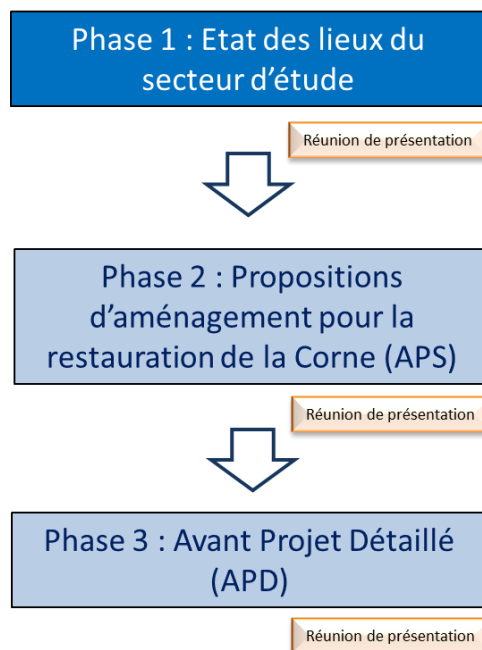 Phase 1 : Etat des lieux du
secteur d’étude
Réunion de présentation
Phase 2 : Propositions
d’aménagement pour la
restauration de la Corne (APS)
Réunion de présentation
Phase 3 : Avant Projet Détaillé
(APD)
Réunion de présentation